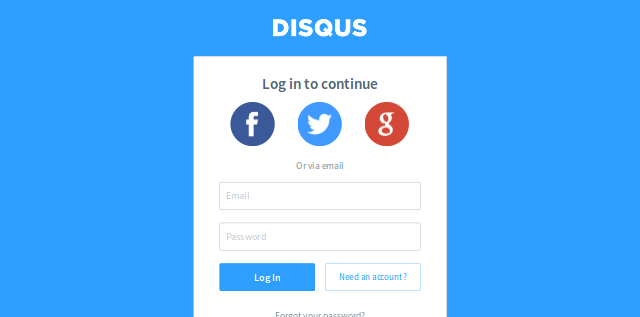 DISQUS
Log in to continue
Or via email
Email
Password
Log In
Need an account?
Forgot your password?